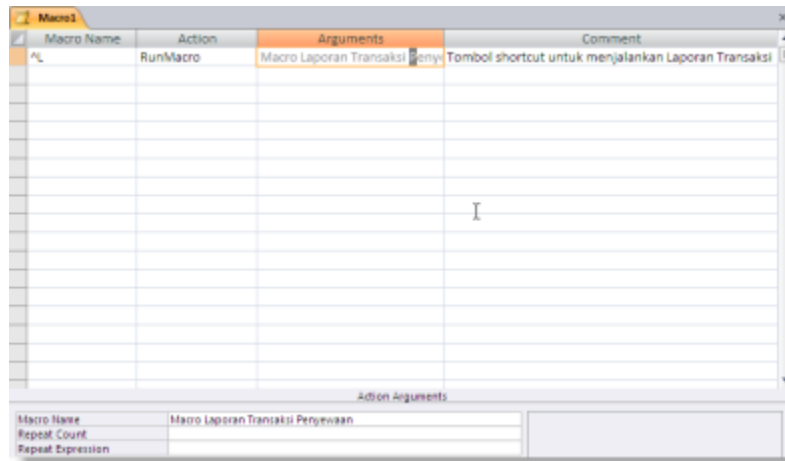 Macro1
Macro Name Action Arguments Comment
^L RunMacro Macro Laporan Transaksi Penye Tombol shortcut untuk menjalankan Laporan Transaksi
Action Arguments
Macro Name Macro Laporan Transaksi Penyewaan
Repeat Count
Repeat Expression